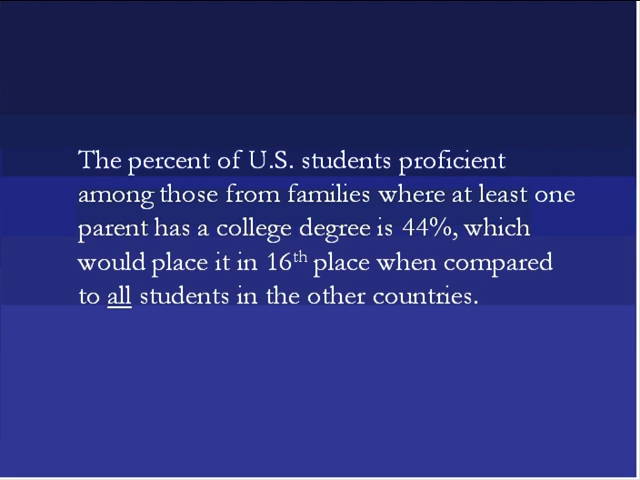 The percent of U.S. students proficient
among those from families where at least one
parent has a college degree is 44%, which
would place it in 16th place when compared
to all students in the other countries.